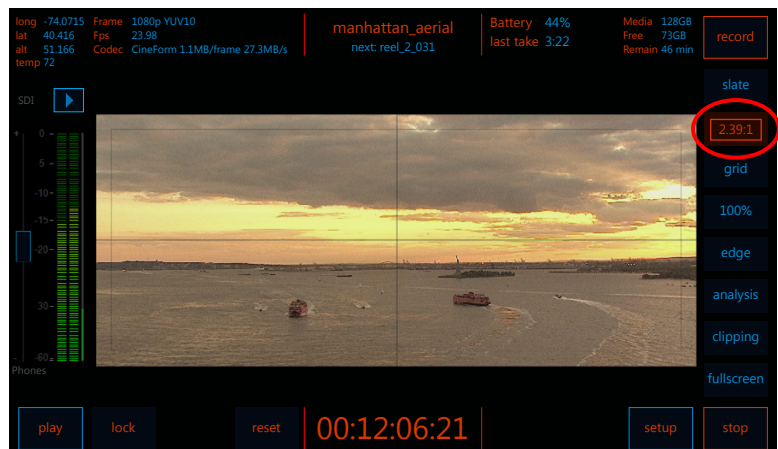 long -74.0715
lat 40.416
alt 51.166
temp 72
Frame 1080p YUV10
Fps 23.98
Codec CineForm 1.1MB/frame 27.3MB/s
manhattan_aerial
next: reel_2_031
Battery 44%
last take 3:22
Media 128GB
Free 73GB
Remain 46 min
record
SDI
slate
2.39:1
grid
100%
edge
analysis
clipping
fullscreen
+ 0 -
5 -
-10-
-15-
-20-
30-
- -60-
Phones
play
lock
reset
00:12:06:21
setup
stop